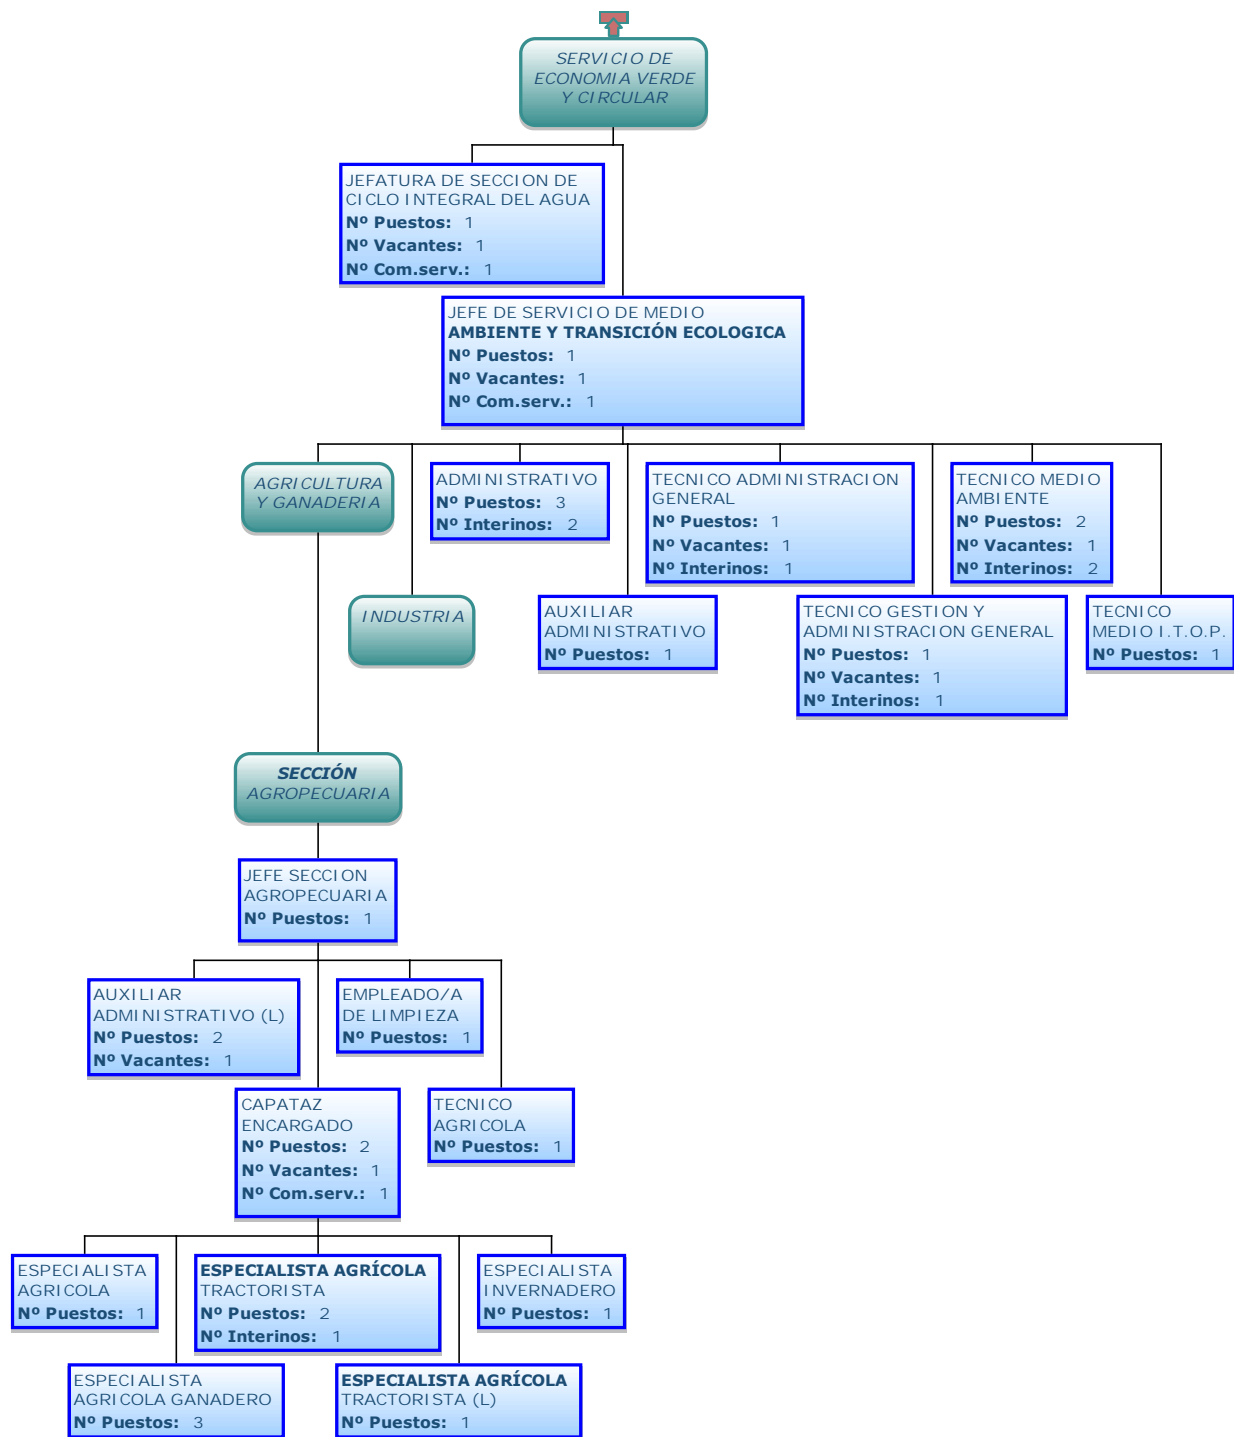 SERVICIO DE
ECONOMIA VERDE
Y CIRCULAR
JEFATURA DE SECCION DE
CICLO INTEGRAL DEL AGUA
Nº Puestos: 1
Nº Vacantes: 1
Nº Com.serv.: 1
JEFE DE SERVICIO DE MEDIO
AMBIENTE Y TRANSICIÓN ECOLOGICA
Nº Puestos: 1
Nº Vacantes: 1
Nº Com.serv.: 1
AGRICULTURA
Y GANADERIA
ADMINISTRATIVO
Nº Puestos: 3
Nº Interinos: 2
TECNICO ADMINISTRACION
GENERAL
Nº Puestos: 1
Nº Vacantes: 1
Nº Interinos: 1
TECNICO MEDIO
AMBIENTE
Nº Puestos: 2
Nº Vacantes: 1
Nº Interinos: 2
INDUSTRIA
AUXILIAR
ADMINISTRATIVO
Nº Puestos: 1
TECNICO GESTION Y
ADMINISTRACION GENERAL
Nº Puestos: 1
Nº Vacantes: 1
Nº Interinos: 1
TECNICO
MEDIO I.T.O.P.
Nº Puestos: 1
SECCIÓN
AGROPECUARIA
JEFE SECCION
AGROPECUARIA
Nº Puestos: 1
AUXILIAR
ADMINISTRATIVO (L)
Nº Puestos: 2
Nº Vacantes: 1
EMPLEADO/A
DE LIMPIEZA
Nº Puestos: 1
CAPATAZ
ENCARGADO
Nº Puestos: 2
Nº Vacantes: 1
Nº Com.serv.: 1
TECNICO
AGRICOLA
Nº Puestos: 1
ESPECIALISTA
AGRICOLA
Nº Puestos: 1
ESPECIALISTA AGRÍCOLA
TRACTORISTA
Nº Puestos: 2
Nº Interinos: 1
ESPECIALISTA
INVERNADERO
Nº Puestos: 1
ESPECIALISTA
AGRICOLA GANADERO
Nº Puestos: 3
ESPECIALISTA AGRÍCOLA
TRACTORISTA (L)
Nº Puestos: 1